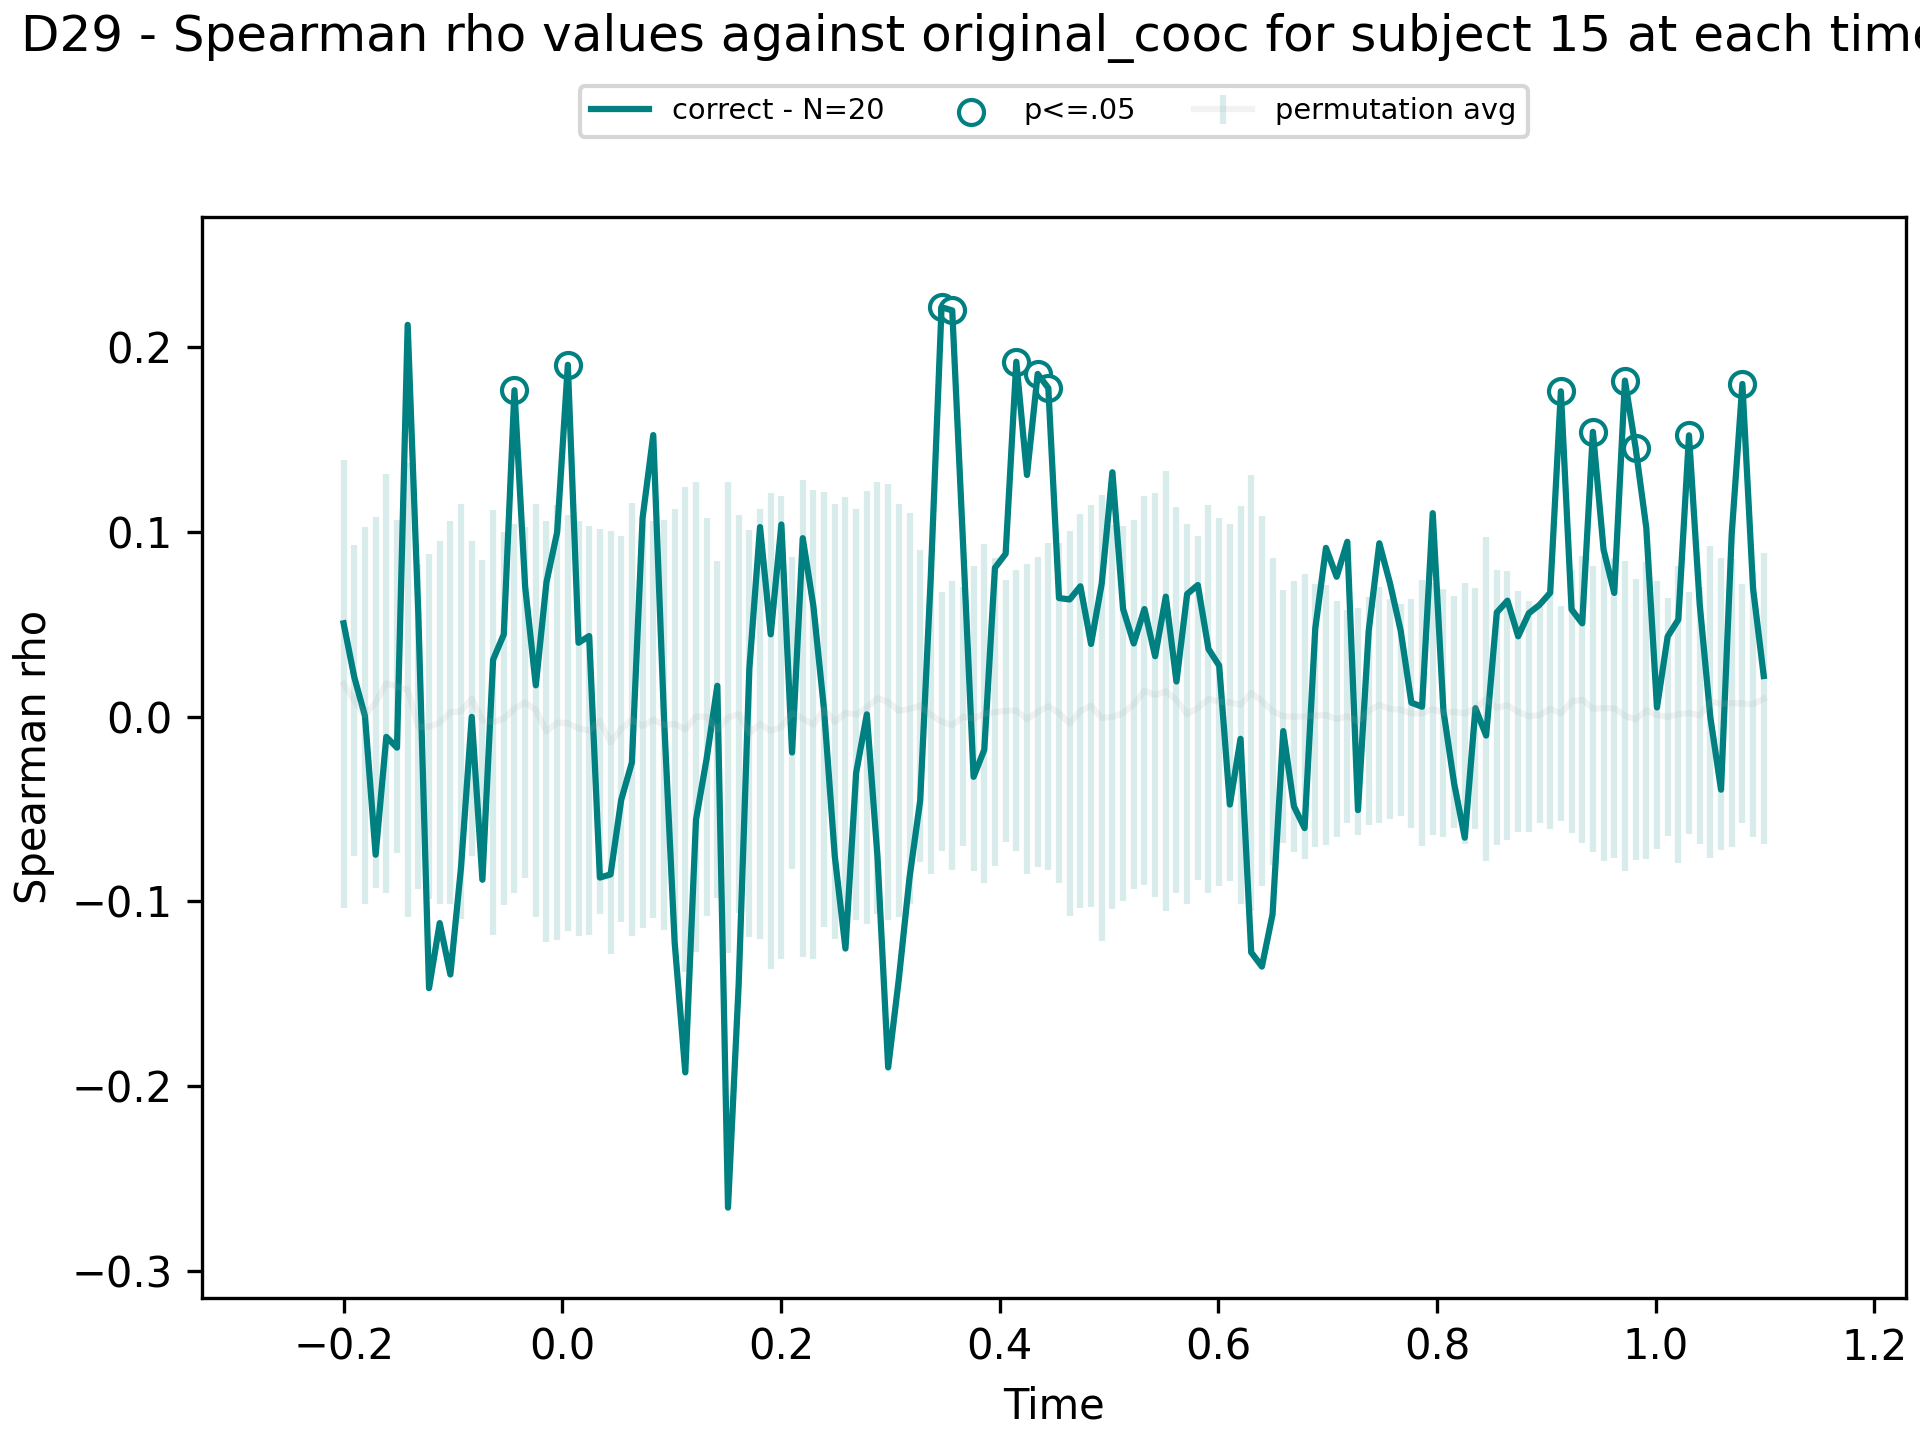 D29 - Spearman rho values against original_cooc for subject 15 at each time
correct - N=20
p<=.05
permutation avg
Spearman rho
0.2
0.1
0.0
−0.1
−0.2
−0.3
−0.2 0.0 0.2 0.4 0.6 0.8 1.0 1.2
Time